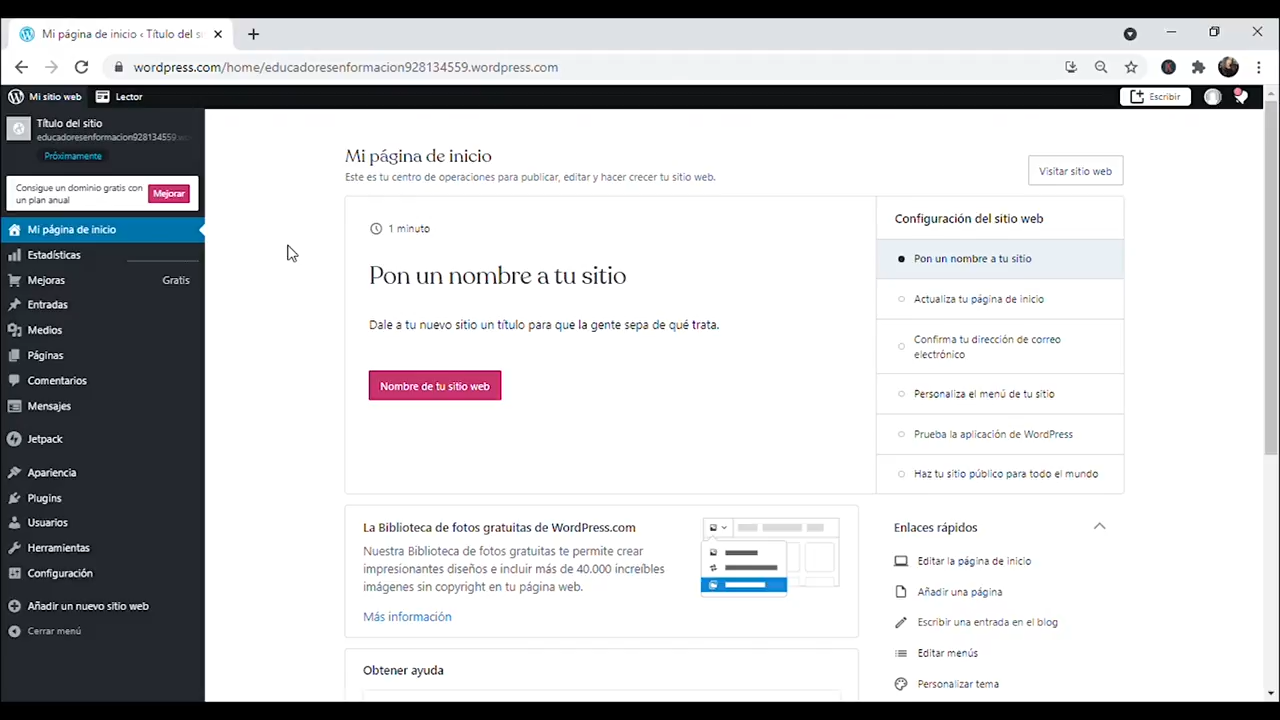 Mi página de inicio ‹ Título del s
wordpress.com/home/educadoresenformacion928134559.wordpress.com
Mi sitio web
Lector
Escribir
Título del sitio
educadoresenformacion928134559.w
Próximamente
Consigue un dominio gratis con
un plan anual
Mejorar
Mi página de inicio
Estadísticas
Mejoras
Gratis
Entradas
Medios
Páginas
Comentarios
Mensajes
Jetpack
Apariencia
Plugins
Usuarios
Herramientas
Configuración
Añadir un nuevo sitio web
Cerrar menú
Mi página de inicio
Este es tu centro de operaciones para publicar, editar y hacer crecer tu sitio web.
Visitar sitio web
1 minuto
Pon un nombre a tu sitio
Dale a tu nuevo sitio un título para que la gente sepa de qué trata.
Nombre de tu sitio web
Configuración del sitio web
Pon un nombre a tu sitio
Actualiza tu página de inicio
Confirma tu dirección de correo
electrónico
Personaliza el menú de tu sitio
Prueba la aplicación de WordPress
Haz tu sitio público para todo el mundo
La Biblioteca de fotos gratuitas de WordPress.com
Nuestra Biblioteca de fotos gratuitas te permite crear
impresionantes diseños e incluir más de 40.000 increíbles
imágenes sin copyright en tu página web.
Más información
Obtener ayuda
Enlaces rápidos
Editar la página de inicio
Añadir una página
Escribir una entrada en el blog
Editar menús
Personalizar tema